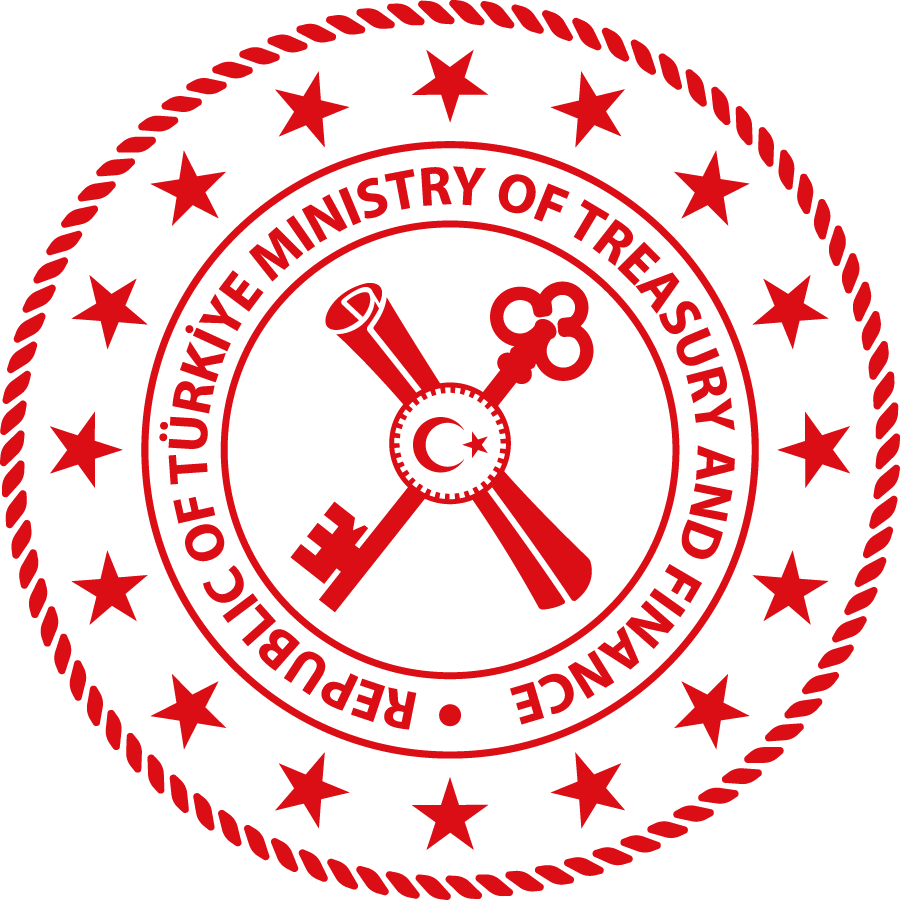 REPUBLIC OF TÜRKİYE MINISTRY OF TREASURY AND FINANCE •